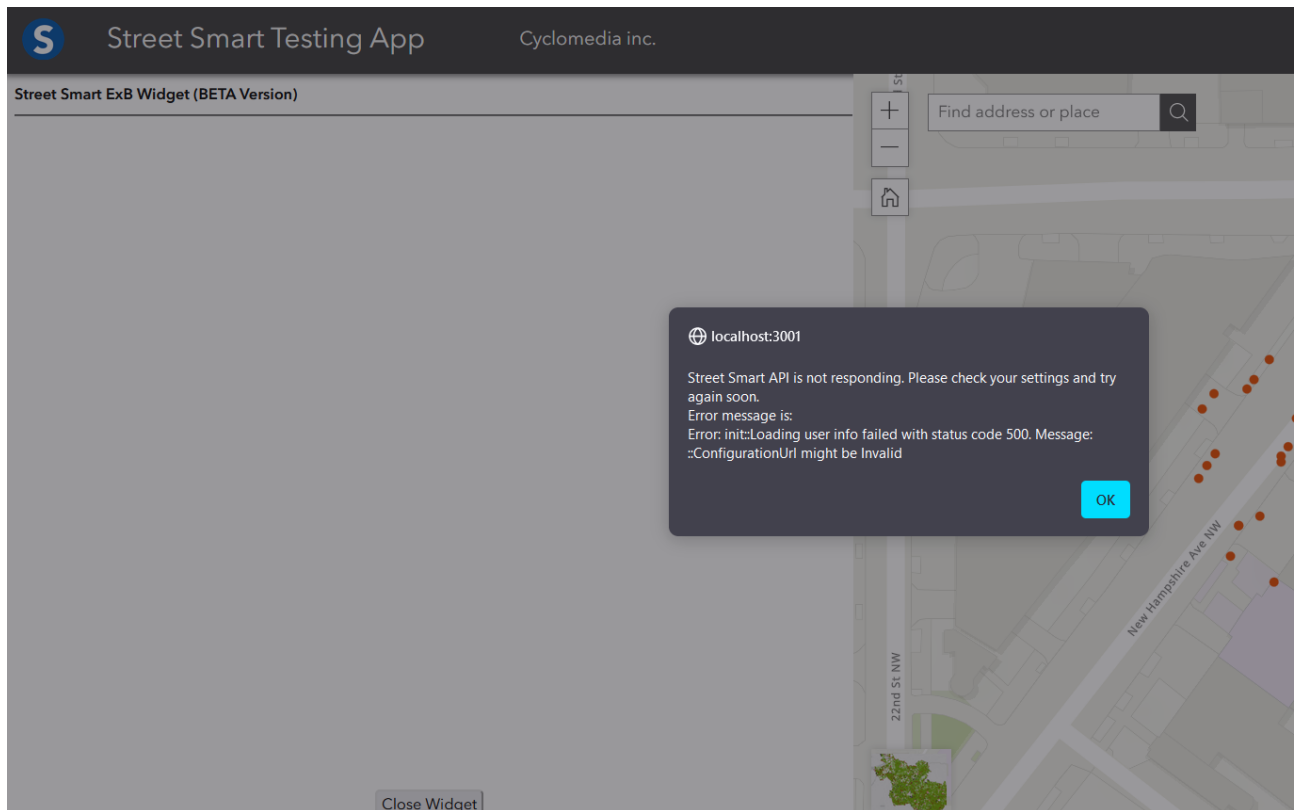 S
Street Smart Testing App
Cyclomedia inc.
Street Smart ExB Widget (BETA Version)
St
+
Find address or place
−
localhost:3001
Street Smart API is not responding. Please check your settings and try
again soon.
Error message is:
Error: init::Loading user info failed with status code 500. Message:
::ConfigurationUrl might be Invalid
OK
New Hampshire Ave NW
22nd St NW
Close Widget